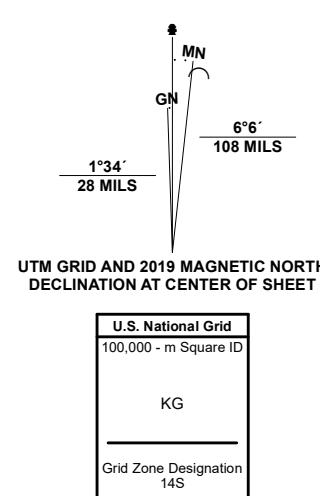 MN
GN
6°6´
108 MILS
1°34´
28 MILS
UTM GRID AND 2019 MAGNETIC NORTH
DECLINATION AT CENTER OF SHEET
U.S. National Grid
100,000 - m Square ID
KG
Grid Zone Designation
14S